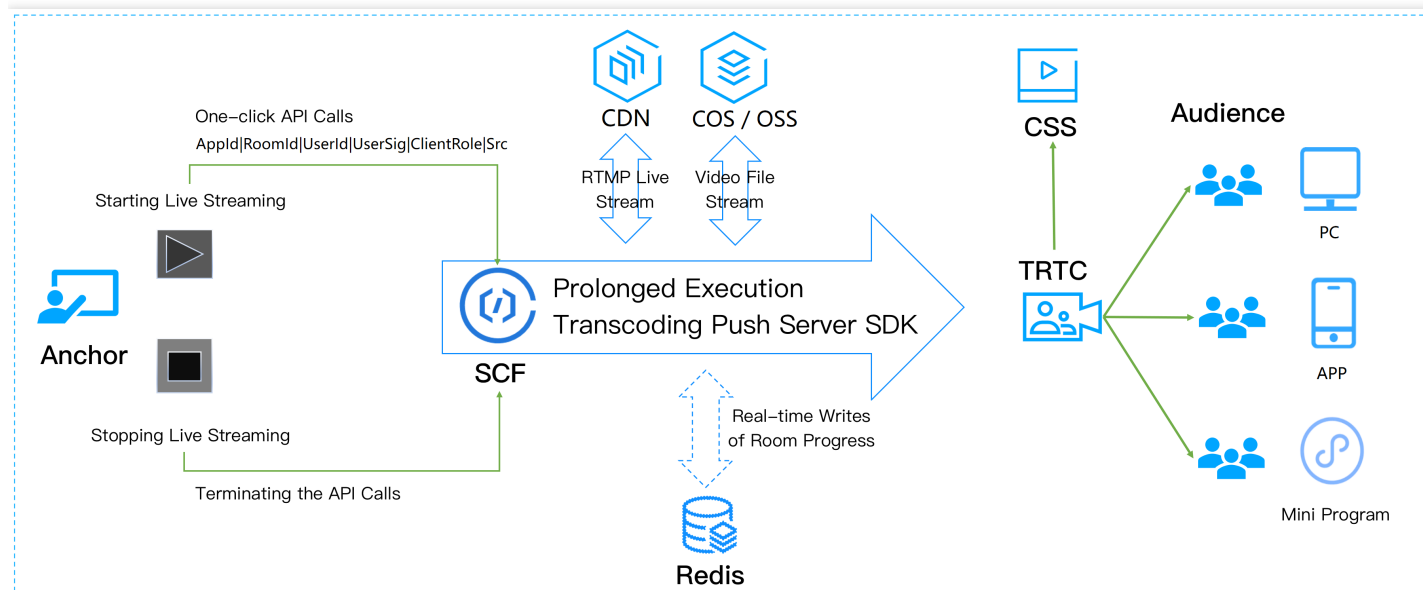 One-click API Calls
AppId|RoomId|UserId|UserSig|ClientRole|Src
Starting Live Streaming
Anchor
Stopping Live Streaming
Terminating the API Calls
CDN
COS / OSS
RTMP Live
Stream
Video File
Stream
Prolonged Execution
Transcoding Push Server SDK
SCF
Real-time Writes
of Room Progress
Redis
CSS
TRTC
Audience
PC
APP
Mini Program